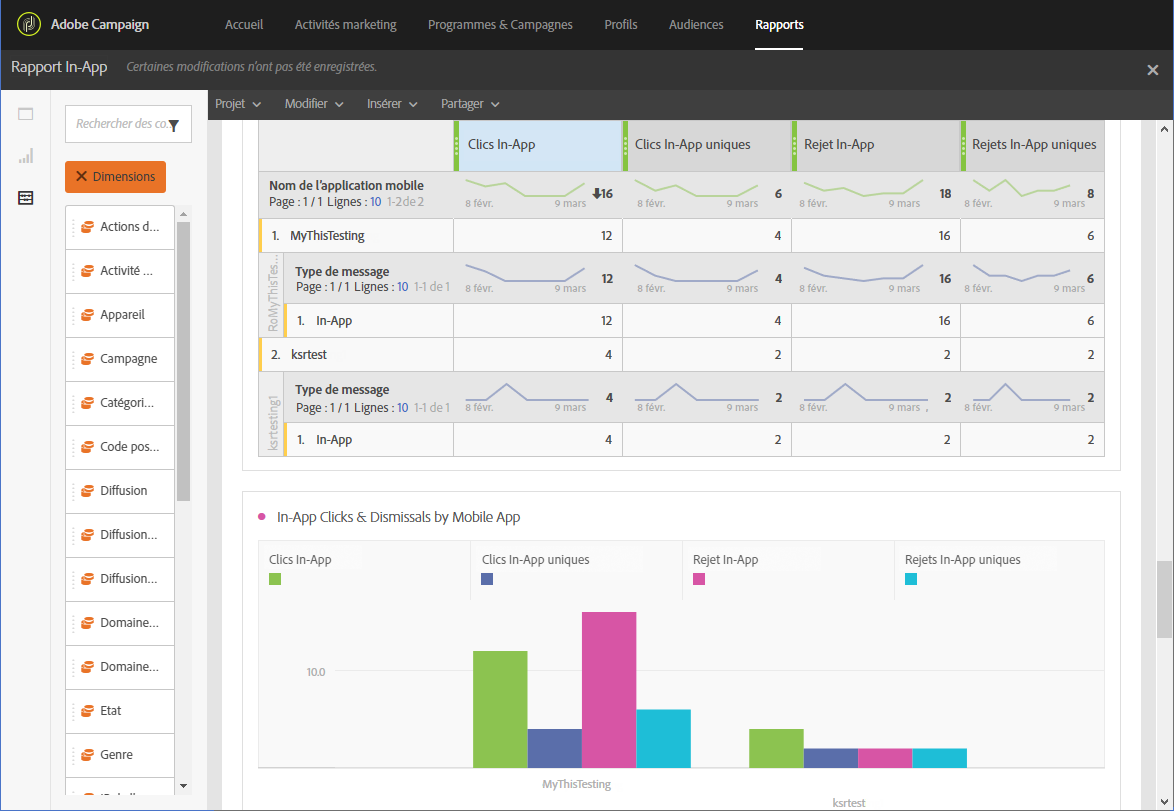 Adobe Campaign
Accueil
Activités marketing
Programmes & Campagnes
Profils
Audiences
Rapports
Rapport In-App
Certaines modifications n'ont pas été enregistrées.
Projet
Modifier
Insérer
Partager
Rechercher des co...
Dimensions
Actions d...
Activité ...
Appareil
Campagne
Catégori...
Code pos...
Diffusion
Diffusion...
Diffusion...
Domaine...
Domaine...
Etat
Genre
Clics In-App
Clics In-App uniques
Rejet In-App
Rejets In-App uniques
Nom de l'application mobile
Page : 1 / 1 Lignes : 10 1-2 de 2
8 févr. 9 mars 16
8 févr. 9 mars 6
8 févr. 9 mars 18
8 févr. 9 mars 8
1. MyThisTesting 12 4 16 6
RoMyThisTes...
Type de message
Page : 1 / 1 Lignes : 10 1-1 de 1
8 févr. 9 mars 12
8 févr. 9 mars 4
8 févr. 9 mars 16
8 févr. 9 mars 6
1. In-App 12 4 16 6
2. ksrtest 4 2 2 2
ksrtesting1
Type de message
Page : 1 / 1 Lignes : 10 1-1 de 1
8 févr. 9 mars 4
8 févr. 9 mars 2
8 févr. 9 mars 2
8 févr. 9 mars 2
1. In-App 4 2 2 2
In-App Clicks & Dismissals by Mobile App
Clics In-App
Clics In-App uniques
Rejet In-App
Rejets In-App uniques
10.0
MyThisTesting
ksrtest